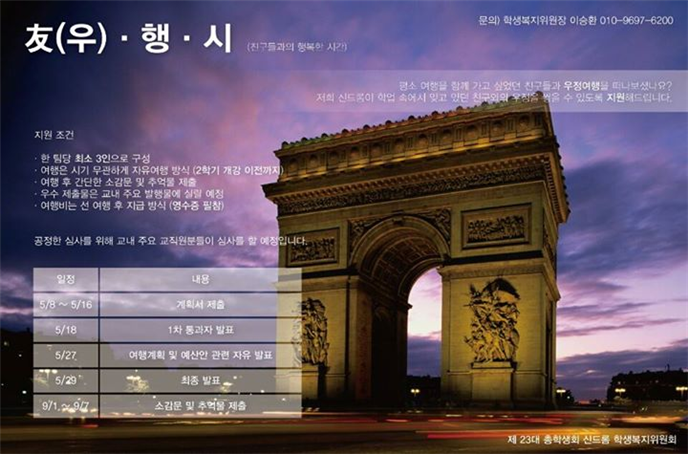 友(우)·행·시 (친구들과의 행복한 시간)
문의) 학생복지위원장 이승환 010-9697-6200
평소 여행을 함께 가고 싶었던 친구들과 우정여행을 떠나보셨나요?
저희 신드롬이 학업 속에서 잊고 있던 친구와의 우정을 쌓을 수 있도록 지원해드립니다.
지원 조건
· 한 팀당 최소 3인으로 구성
· 여행은 시기 무관하게 자유여행 방식 (2학기 개강 이전까지)
· 여행 후 간단한 소감문 및 추억물 제출
· 우수 제출물은 교내 주요 발행물에 실릴 예정
· 여행비는 선 여행 후 지급 방식 (영수증 필참)
공정한 심사를 위해 교내 주요 교직원분들이 심사를 할 예정입니다.
일정 내용
5/8 ~ 5/16 계획서 제출
5/18 1차 통과자 발표
5/27 여행계획 및 예산안 관련 자유 발표
5/29 최종 발표
9/1 ~ 9/7 소감문 및 추억물 제출
제 23대 총학생회 신드롬 학생복지위원회